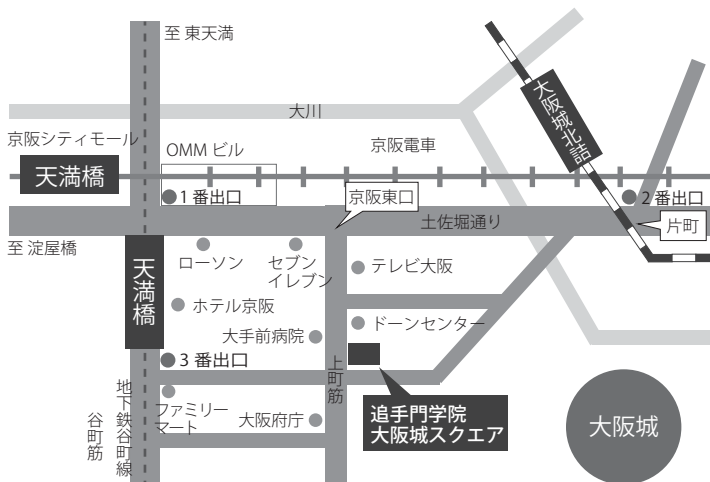 至 東天満
大川
京阪シティモール
OMM ビル
京阪電車
大阪城北詰
天満橋
1 番出口
京阪東口
2 番出口
土佐堀通り
片町
至 淀屋橋
天満橋
ローソン
セブン
イレブン
テレビ大阪
ホテル京阪
大手前病院
ドーンセンター
3 番出口
上町筋
地下鉄谷町線
谷町筋
ファミリー
マート
大阪府庁
追手門学院
大阪城スクエア
大阪城